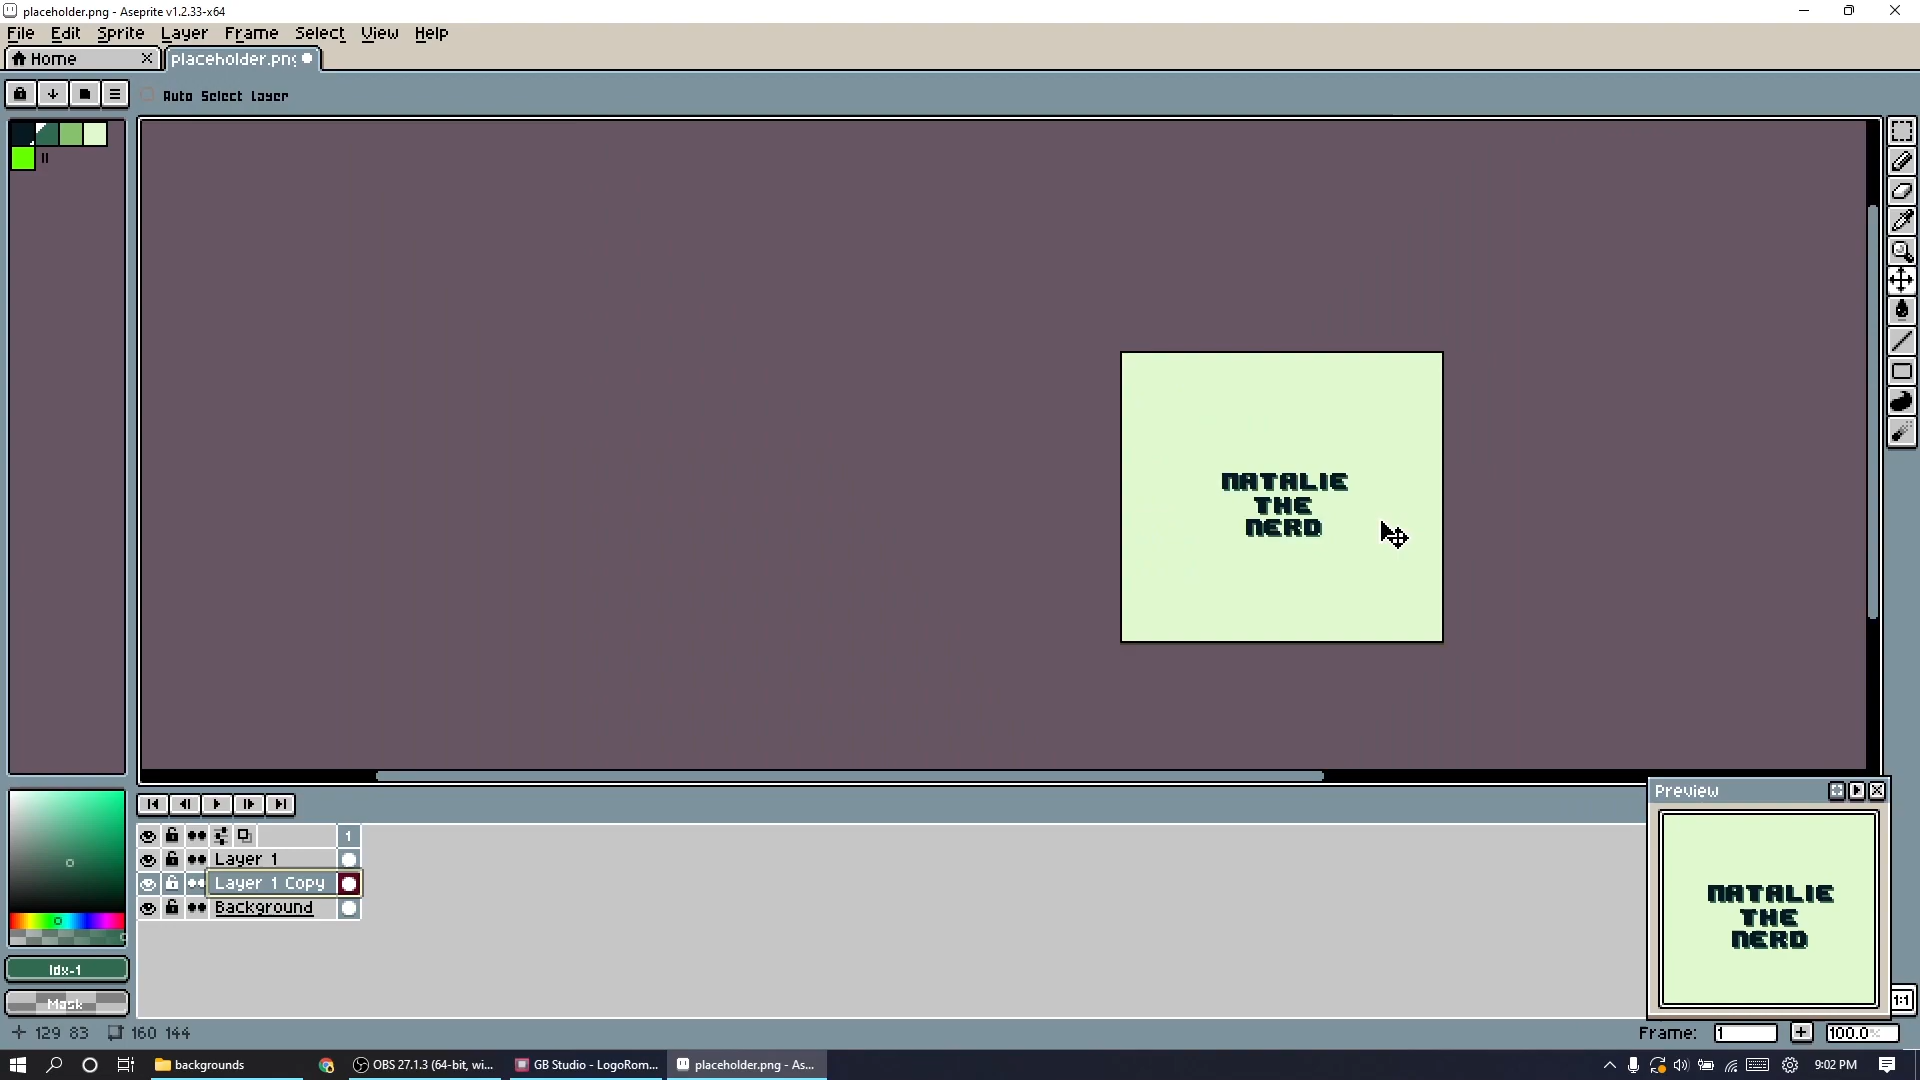 placeholder.png - Aseprite v1.2.33-x64
File Edit Sprite Layer Frame Select View Help
Home placeholder.pn
Auto Select Layer
NATALIE
THE
NERD
Preview
NATALIE
THE
NERD
1
Layer 1
Layer 1 Copy
Background
Idx-1
Mask
1:1
129 83 160 144
Frame: 1 + 100.0%
backgrounds
OBS 27.1.3 (64-bit, wi...
GB Studio - LogoRom...
placeholder.png - As...
9:02 PM